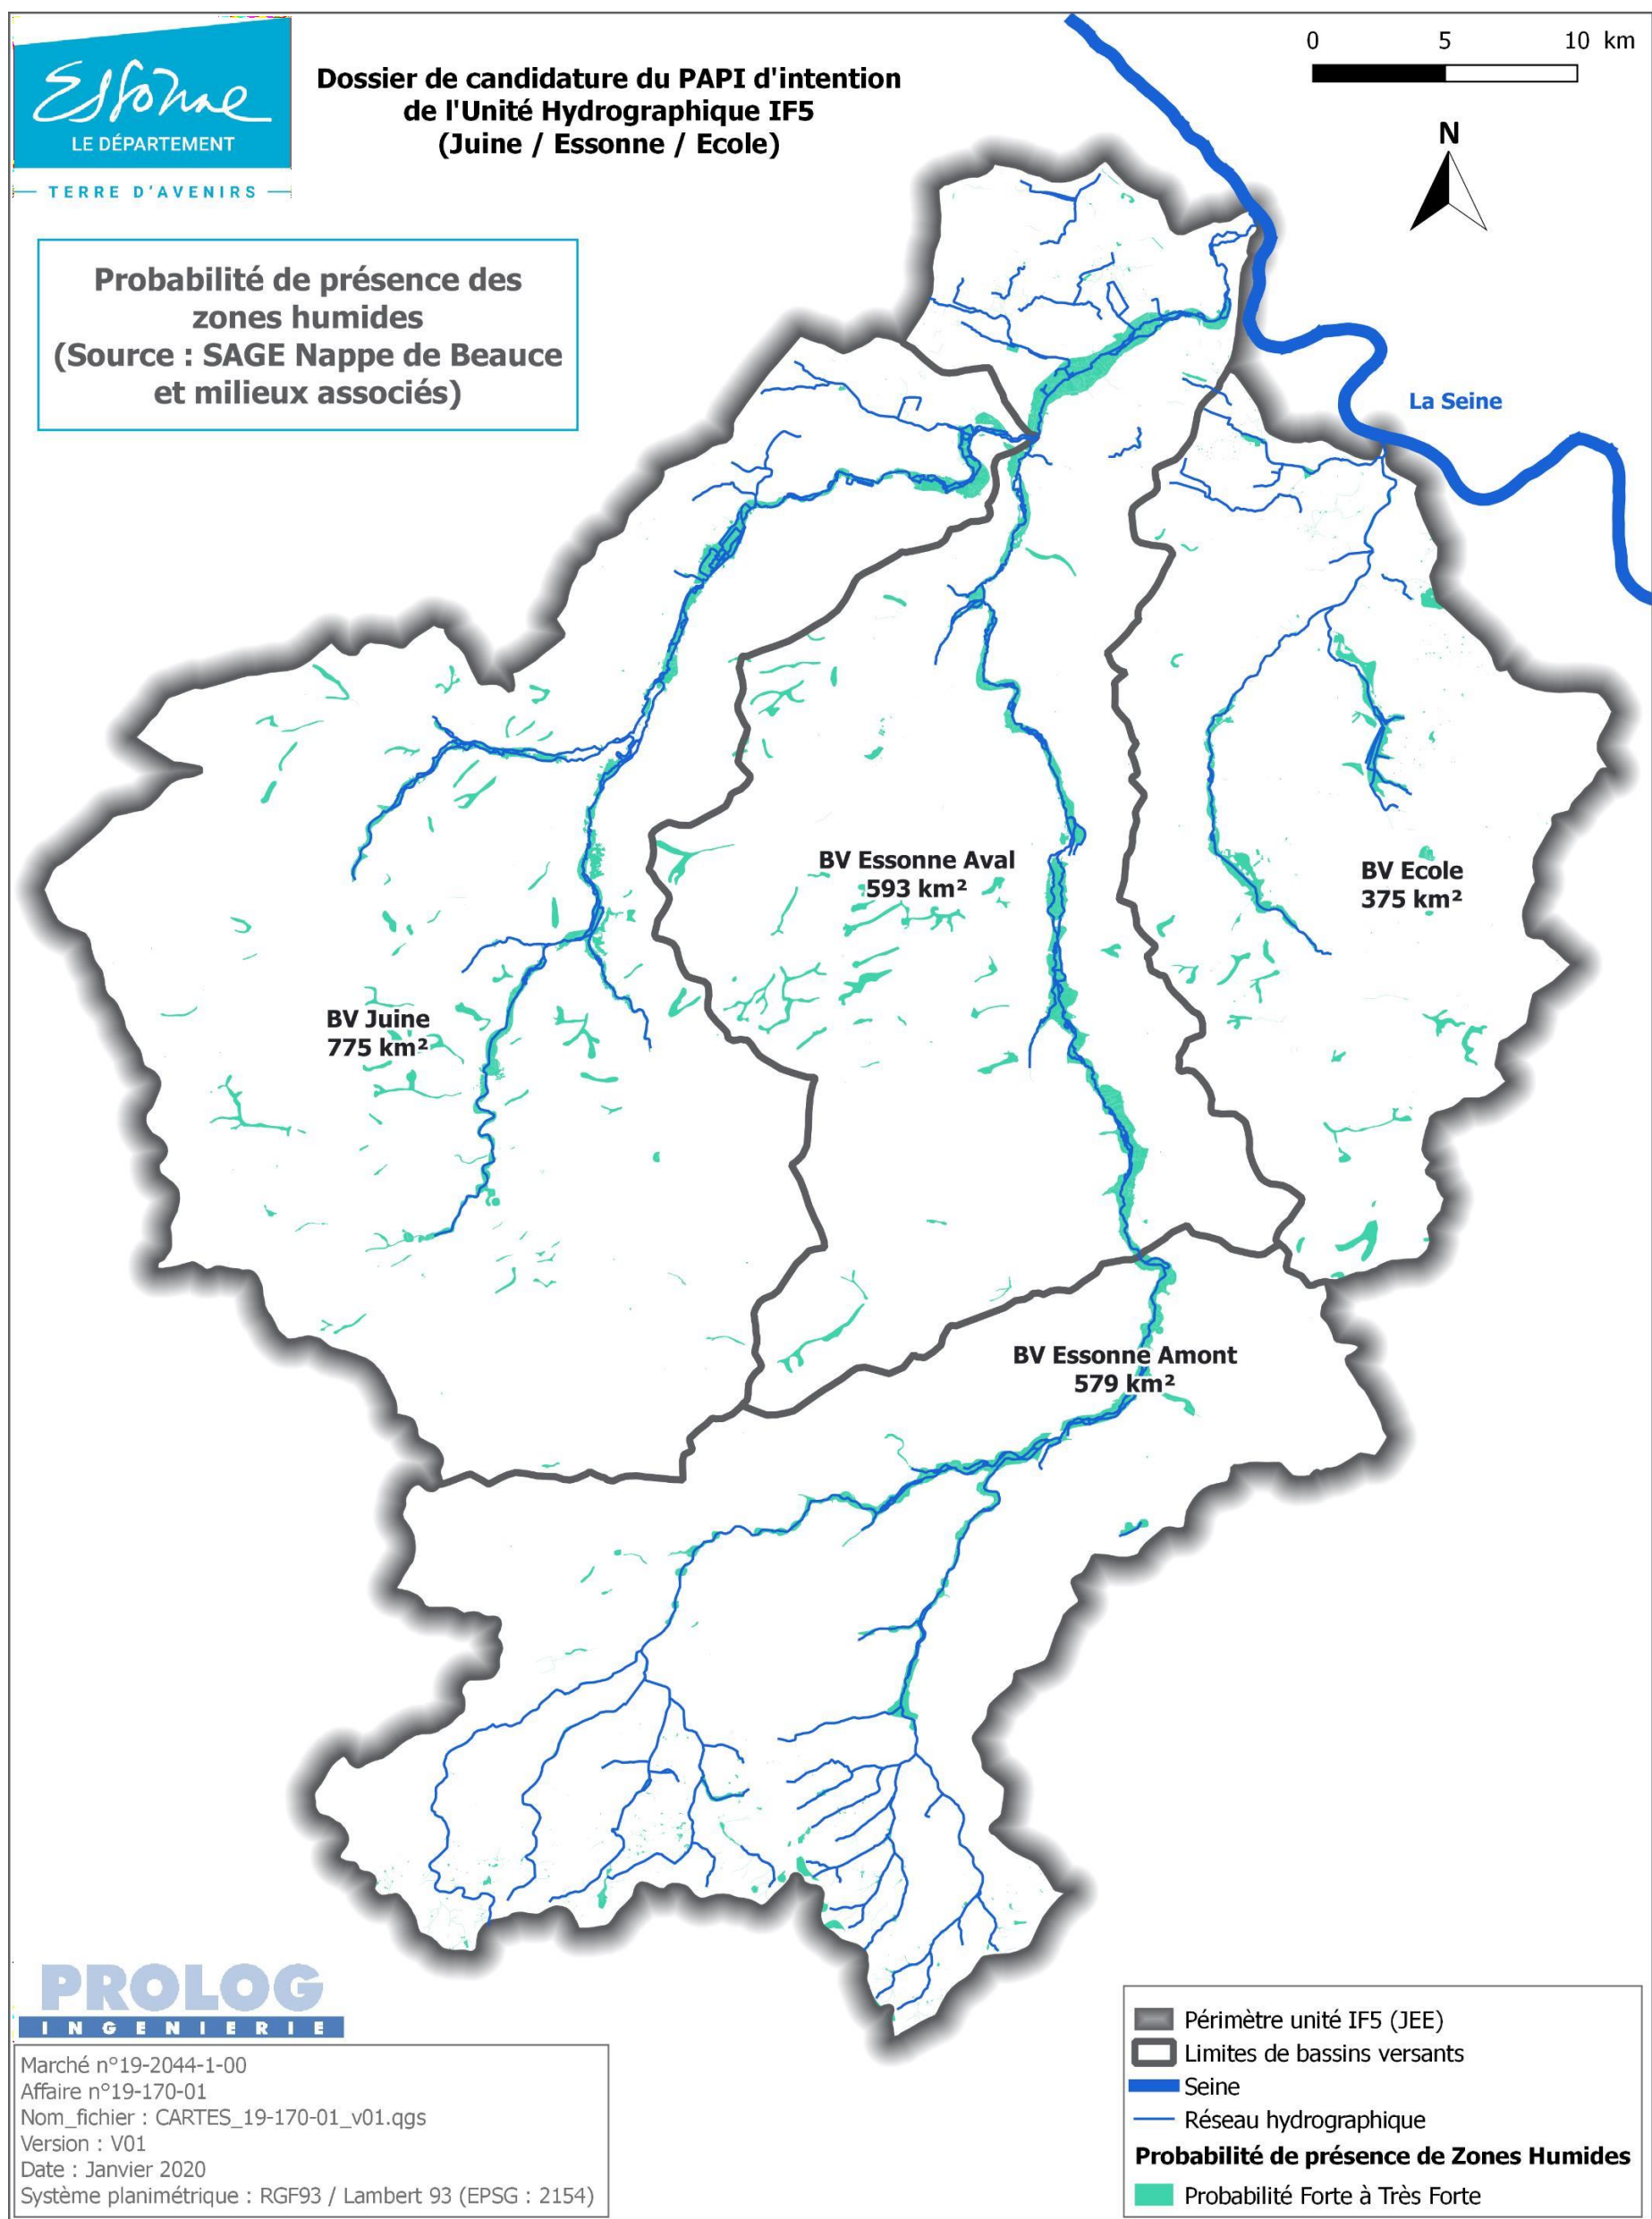 Essonne
LE DÉPARTEMENT
TERRE D'AVENIRS
Dossier de candidature du PAPI d'intention
de l'Unité Hydrographique IF5
(Juine / Essonne / Ecole)
0 5 10 km
N
Probabilité de présence des
zones humides
(Source : SAGE Nappe de Beauce
et milieux associés)
La Seine
BV Essonne Aval
593 km²
BV Ecole
375 km²
BV Juine
775 km²
BV Essonne Amont
579 km²
PROLOG
INGENIERIE
Marché n°19-2044-1-00
Affaire n°19-170-01
Nom_fichier : CARTES_19-170-01_v01.qgs
Version : V01
Date : Janvier 2020
Système planimétrique : RGF93 / Lambert 93 (EPSG : 2154)
Périmètre unité IF5 (JEE)
Limites de bassins versants
Seine
Réseau hydrographique
Probabilité de présence de Zones Humides
Probabilité Forte à Très Forte